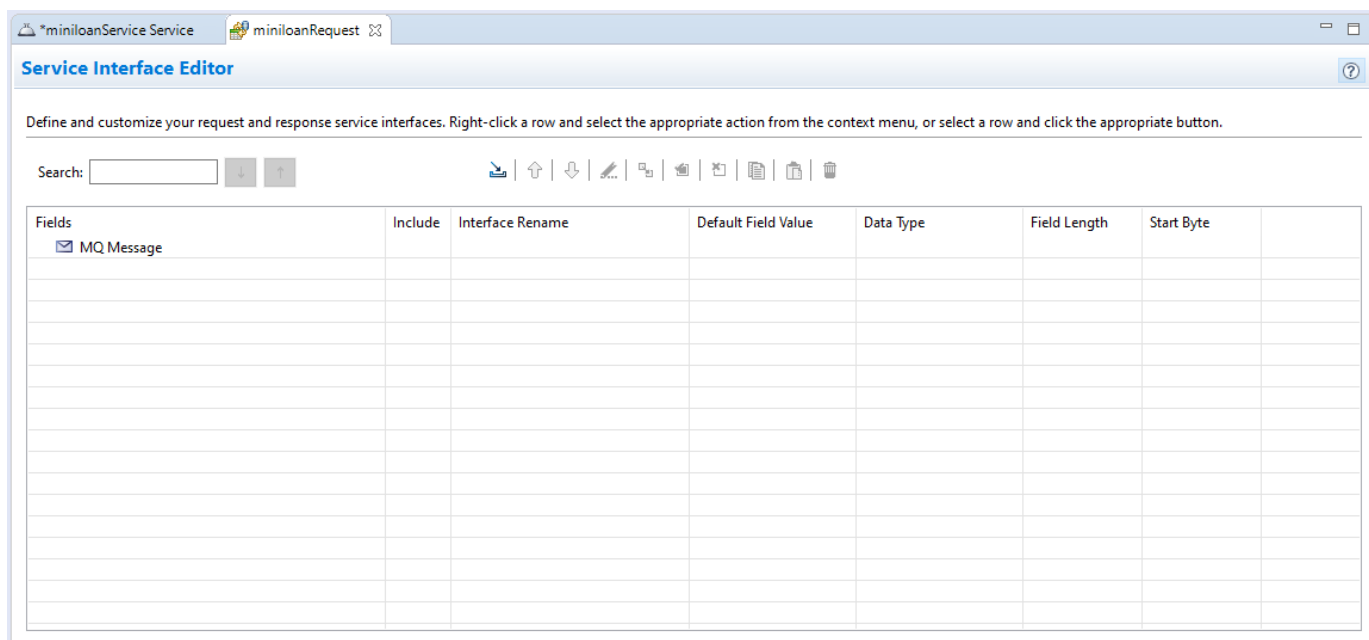 *miniloanService Service
miniloanRequest
Service Interface Editor
Define and customize your request and response service interfaces. Right-click a row and select the appropriate action from the context menu, or select a row and click the appropriate button.
Search:
Fields Include Interface Rename Default Field Value Data Type Field Length Start Byte
MQ Message